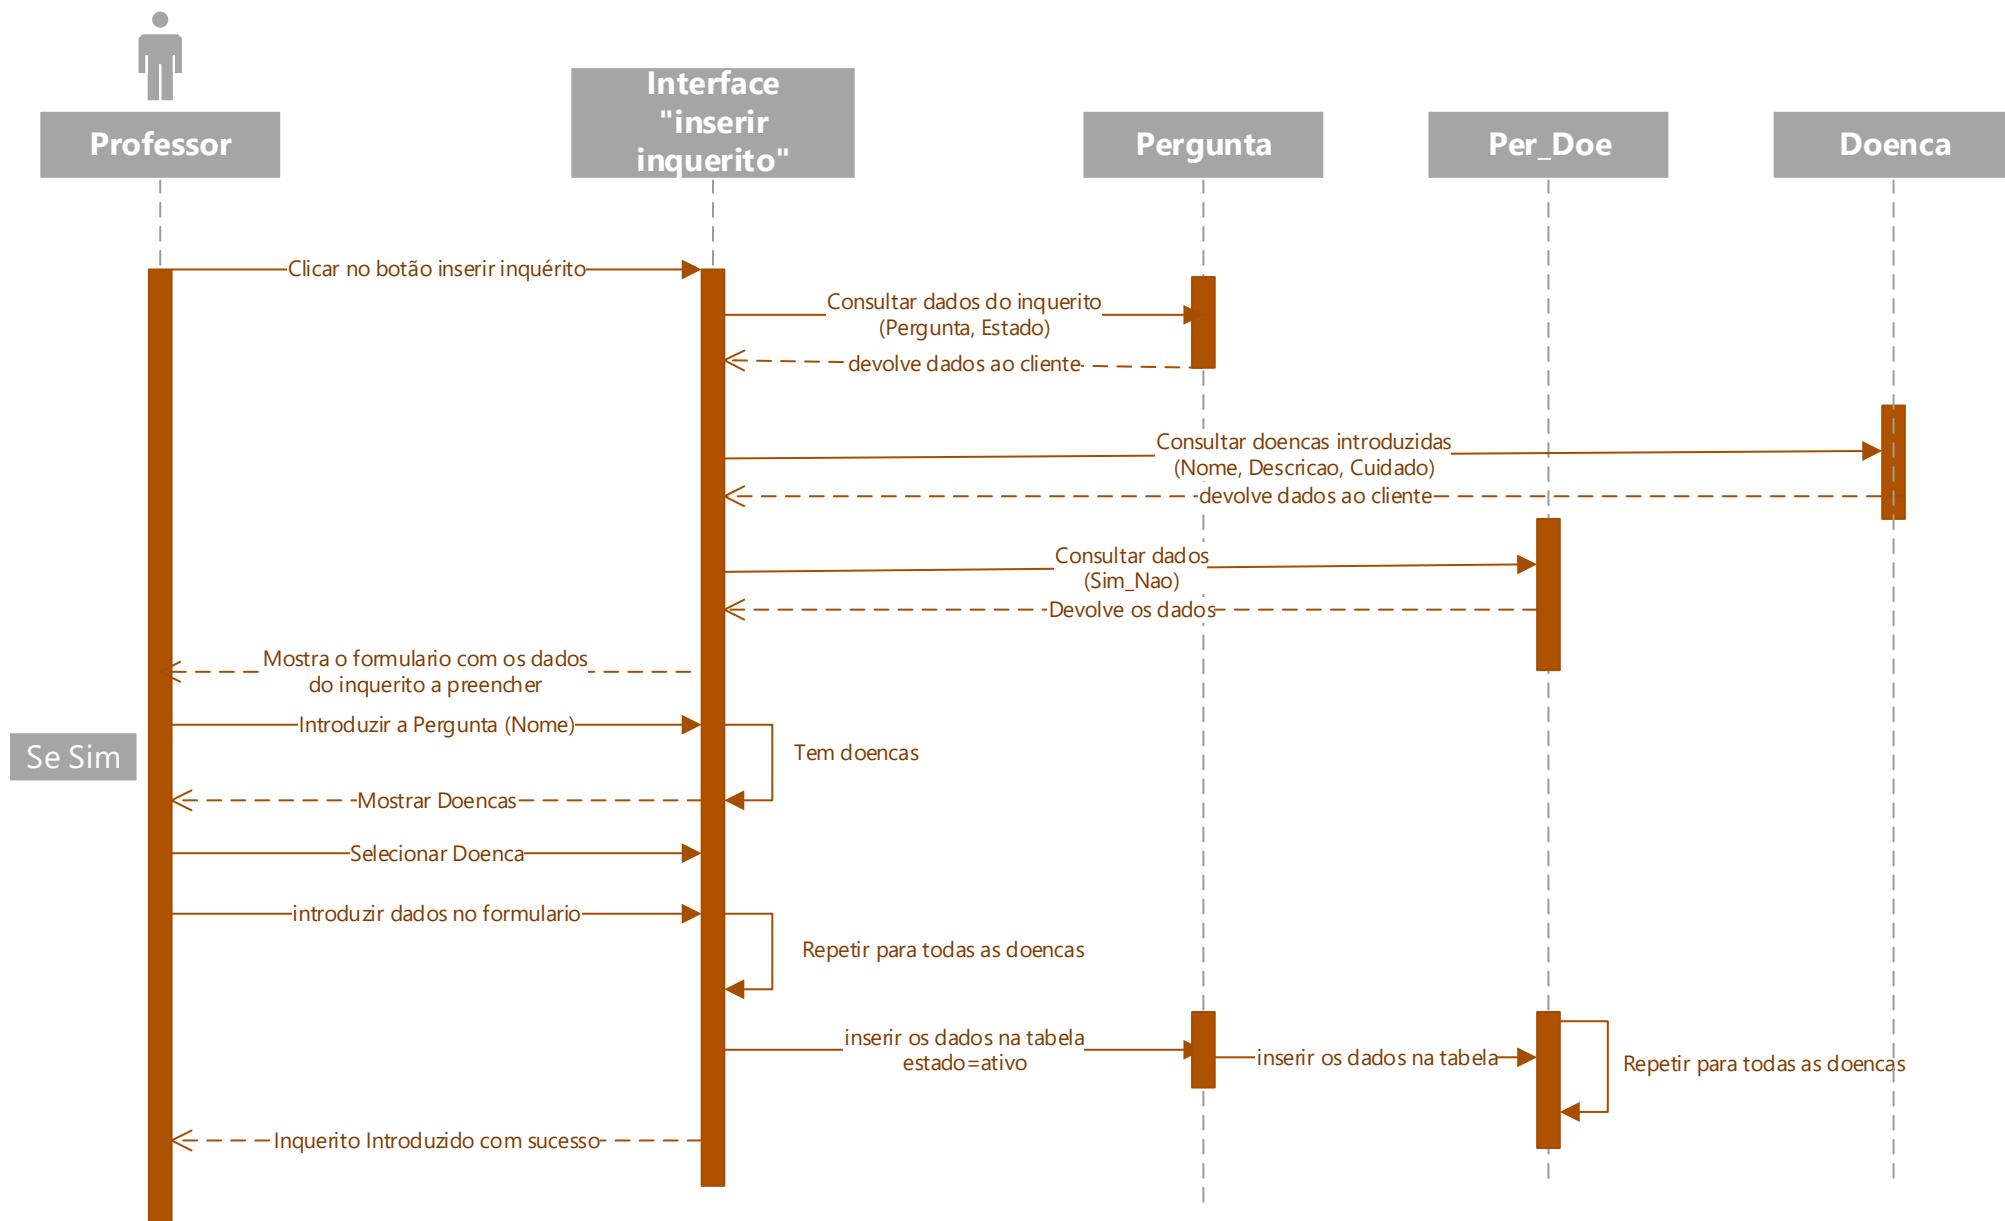 Interface
"inserir
inquerito"
Professor
Pergunta
Per_Doe
Doenca
Clicar no botão inserir inquérito
Consultar dados do inquerito
(Pergunta, Estado)
devolve dados ao cliente
Consultar doencas introduzidas
(Nome, Descricao, Cuidado)
devolve dados ao cliente
Consultar dados
(Sim_Nao)
Devolve os dados
Mostra o formulario com os dados
do inquerito a preencher
Introduzir a Pergunta (Nome)
Tem doencas
Se Sim
Mostrar Doencas
Selecionar Doenca
introduzir dados no formulario
Repetir para todas as doencas
inserir os dados na tabela
estado=ativo
inserir os dados na tabela
Repetir para todas as doencas
Inquerito Introduzido com sucesso